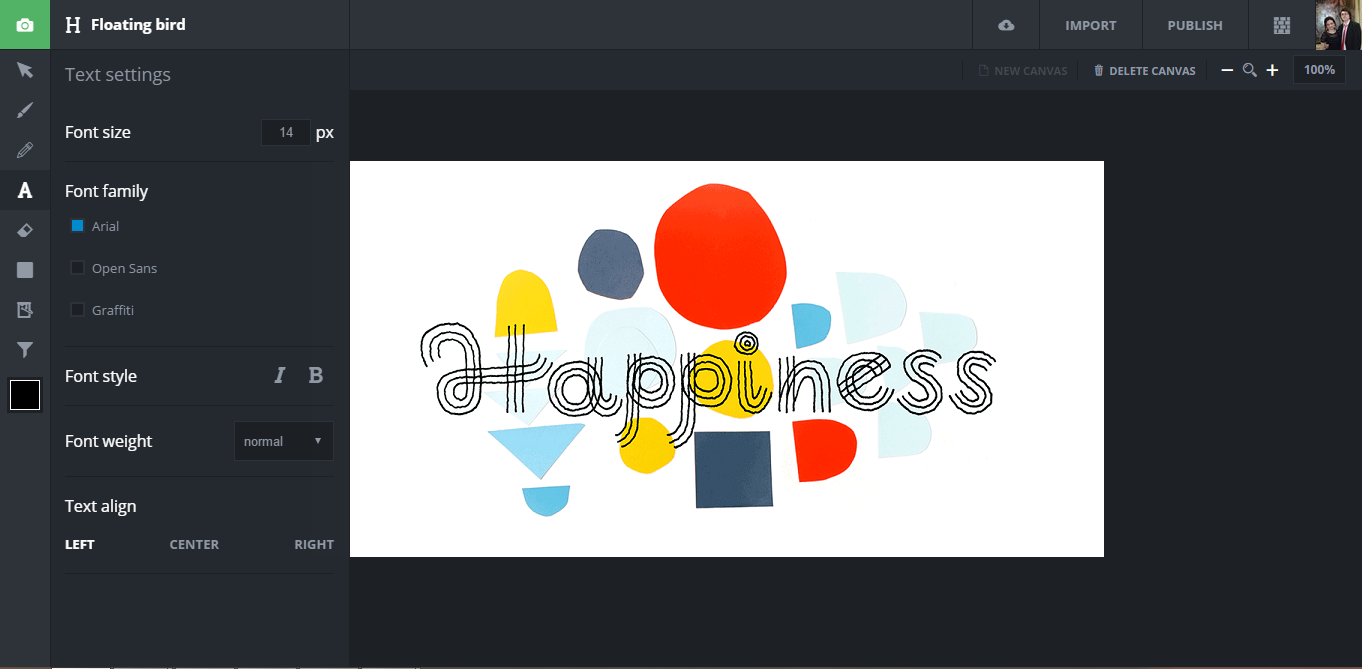 H Floating bird
IMPORT
PUBLISH
NEW CANVAS
DELETE CANVAS
100%
Text settings
Font size
14 px
Font family
Arial
Open Sans
Graffiti
Font style
I B
Font weight
normal
Text align
LEFT CENTER RIGHT
A
Happiness